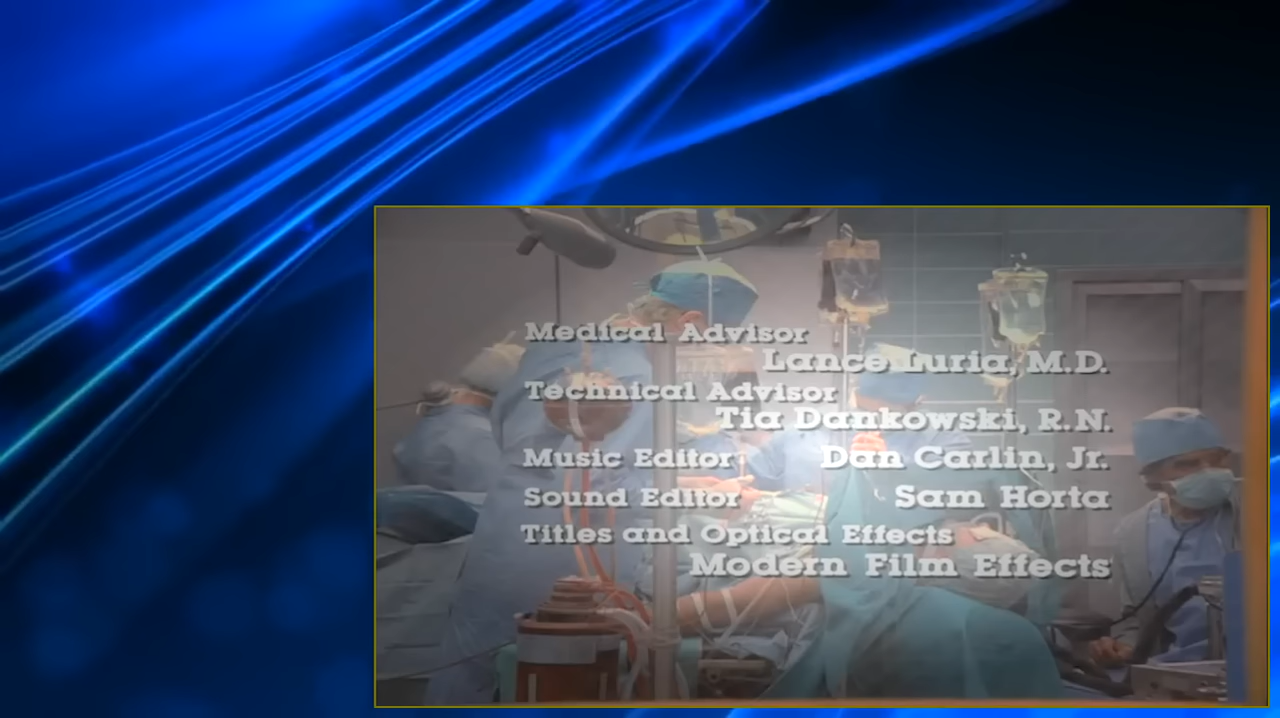 Medical Advisor
Lance Luria, M.D.
Technical Advisor
Tia Dankowski, R.N.
Music Editor Dan Carlin, Jr.
Sound Editor Sam Horta
Titles and Optical Effects
Modern Film Effects